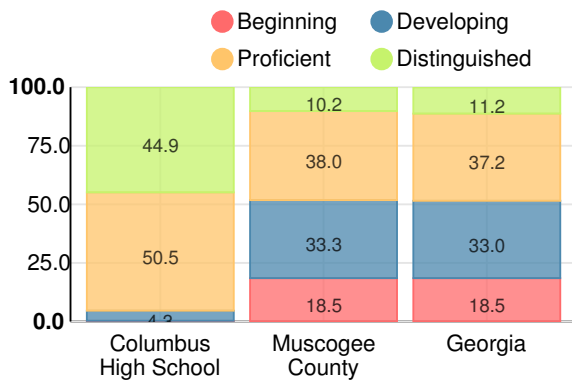 Beginning
Developing
Proficient
Distinguished
100.0
75.0
50.0
25.0
0.0
44.9
50.5
4.3
10.2
38.0
33.3
18.5
11.2
37.2
33.0
18.5
Columbus
High School
Muscogee
County
Georgia